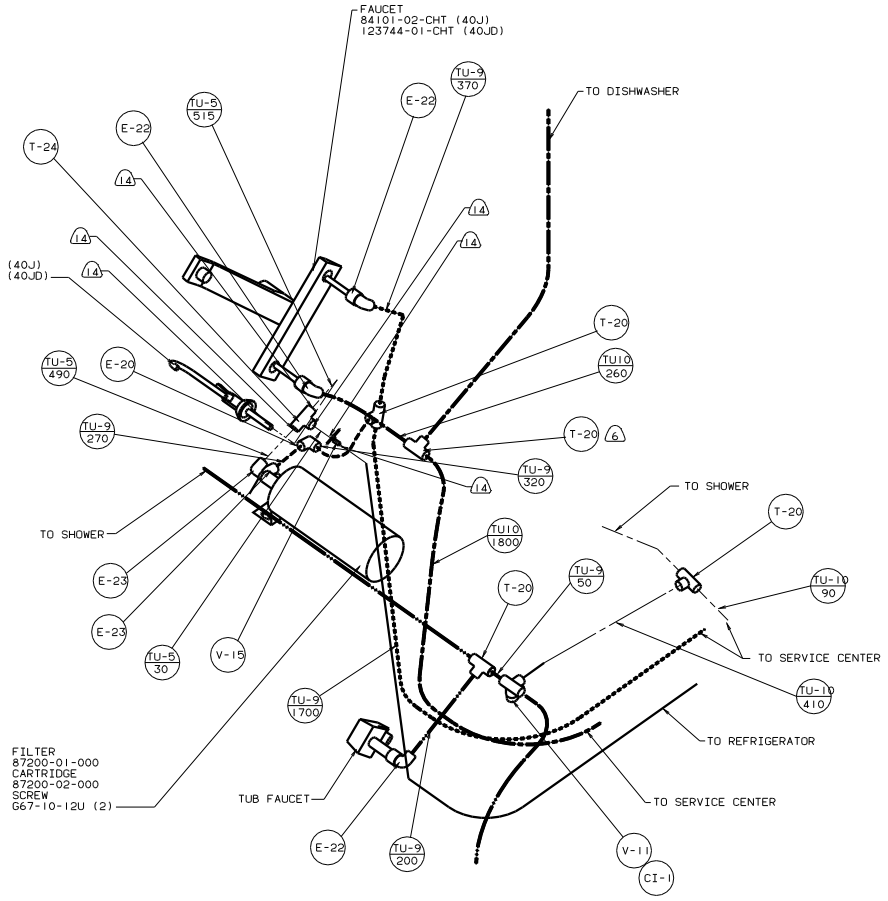 FAUCET
84101-02-CHT (40J)
123744-01-CHT (40JD)
TU-9
370
E-22
TO DISHWASHER
TU-5
515
E-22
T-24
14
14
14
14
14
(40J)
(40JD)
T-20
TU-5
490
E-20
TU10
260
TU-9
270
T-20
6
TU-9
320
14
TO SHOWER
TO SHOWER
T-20
TU10
1800
TU-9
50
E-23
T-20
TU-10
90
E-23
TU-5
30
V-15
TO SERVICE CENTER
TU-9
1700
TU-10
410
FILTER
87200-01-000
CARTRIDGE
87200-02-000
SCREW
G67-10-12U (2)
TO REFRIGERATOR
TUB FAUCET
TO SERVICE CENTER
E-22
TU-9
200
V-11
CI-1